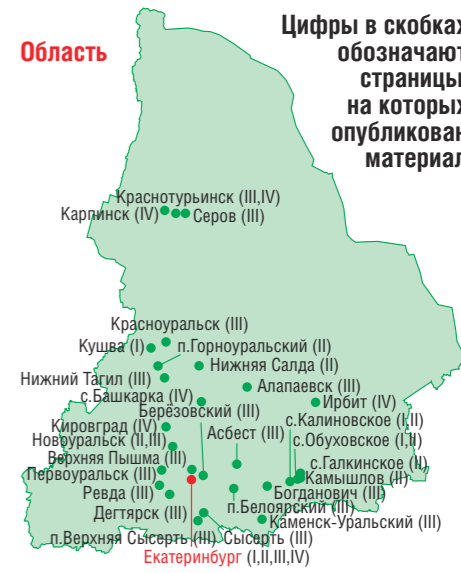 Область
Цифры в скобках
обозначают
страницы,
на которых
опубликован
материал
Краснотурьинск (III,IV)
Карпинск (IV)
Серов (III)
Красноуральск (III)
Кушва (I)
п.Горноуральский (II)
Нижняя Салда (II)
Нижний Тагил (III)
Алапаевск (III)
с.Башкарка (IV)
Ирбит (IV)
Берёзовский (III)
с.Калиновское (I,II)
Кировград (IV)
Асбест (III)
Новоуральск (II,III)
с.Обуховское (I,II)
Верхняя Пышма (III)
с.Галкинское (II)
Первоуральск (III)
Камышлов (II)
Ревда (III)
Богданович (III)
п.Белоярский (III)
Дегтярск (III)
Каменск-Уральский (III)
п.Верхняя Сысерть (III)
Сысерть (III)
Екатеринбург (I,II,III,IV)